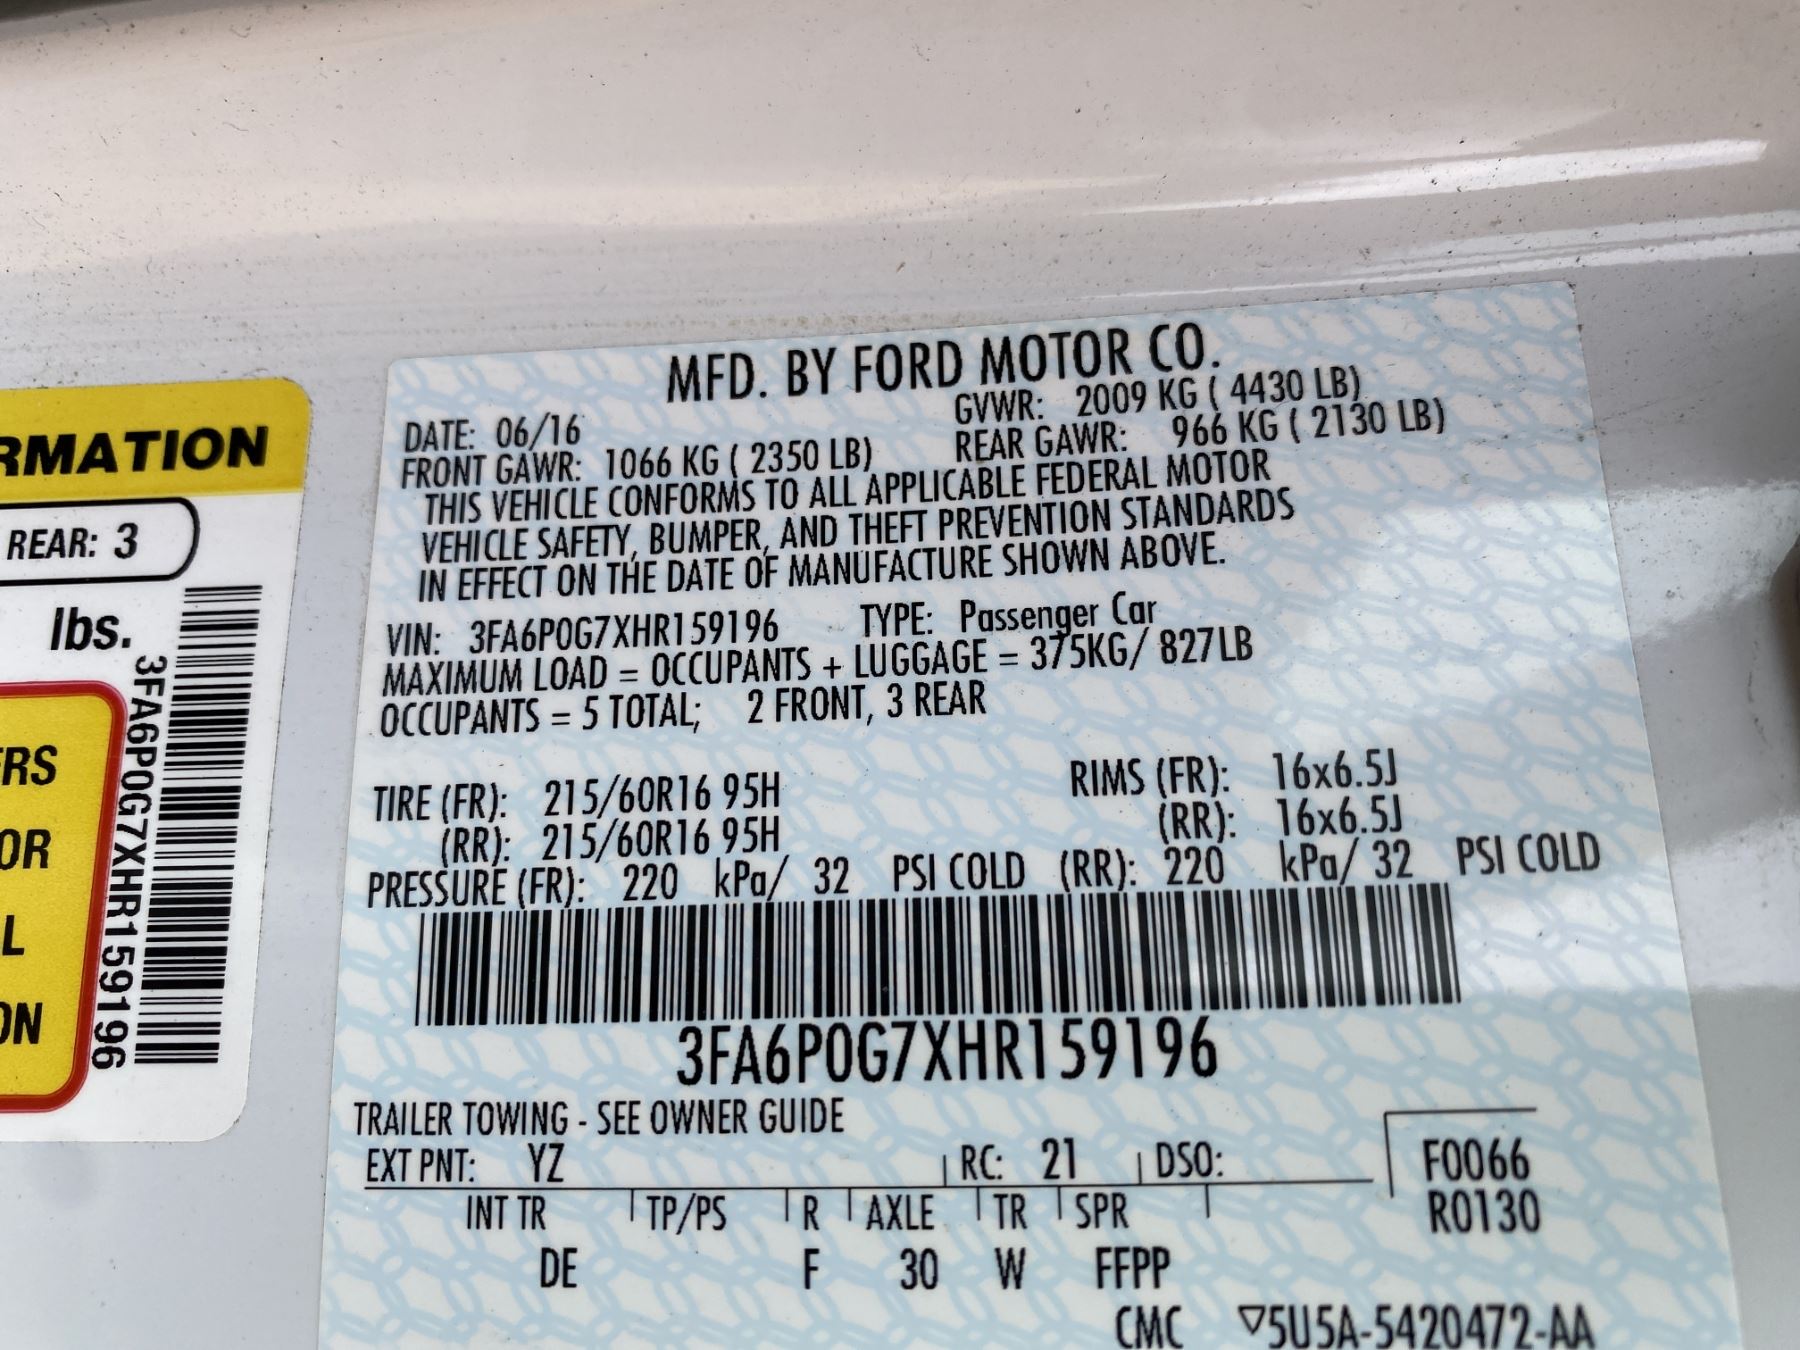 MFD. BY FORD MOTOR CO.
DATE: 06/16 GVWR: 2009 KG ( 4430 LB)
FRONT GAWR: 1066 KG ( 2350 LB) REAR GAWR: 966 KG ( 2130 LB)
THIS VEHICLE CONFORMS TO ALL APPLICABLE FEDERAL MOTOR
VEHICLE SAFETY, BUMPER, AND THEFT PREVENTION STANDARDS
IN EFFECT ON THE DATE OF MANUFACTURE SHOWN ABOVE.
VIN: 3FA6P0G7XHR159196 TYPE: Passenger Car
MAXIMUM LOAD = OCCUPANTS + LUGGAGE = 375KG/ 827LB
OCCUPANTS = 5 TOTAL; 2 FRONT, 3 REAR
TIRE (FR): 215/60R16 95H RIMS (FR): 16x6.5J
(RR): 215/60R16 95H (RR): 16x6.5J
PRESSURE (FR): 220 kPa/ 32 PSI COLD (RR): 220 kPa/ 32 PSI COLD
3FA6P0G7XHR159196
TRAILER TOWING - SEE OWNER GUIDE
EXT PNT: YZ RC: 21 DSO: F0066
INT TR TP/PS R AXLE TR SPR R0130
DE F 30 W FFPP
CMC ▽5U5A-5420472-AA
RMATION
REAR: 3
lbs.
3FA6P0G7XHR159196
ERS
OR
L
ON